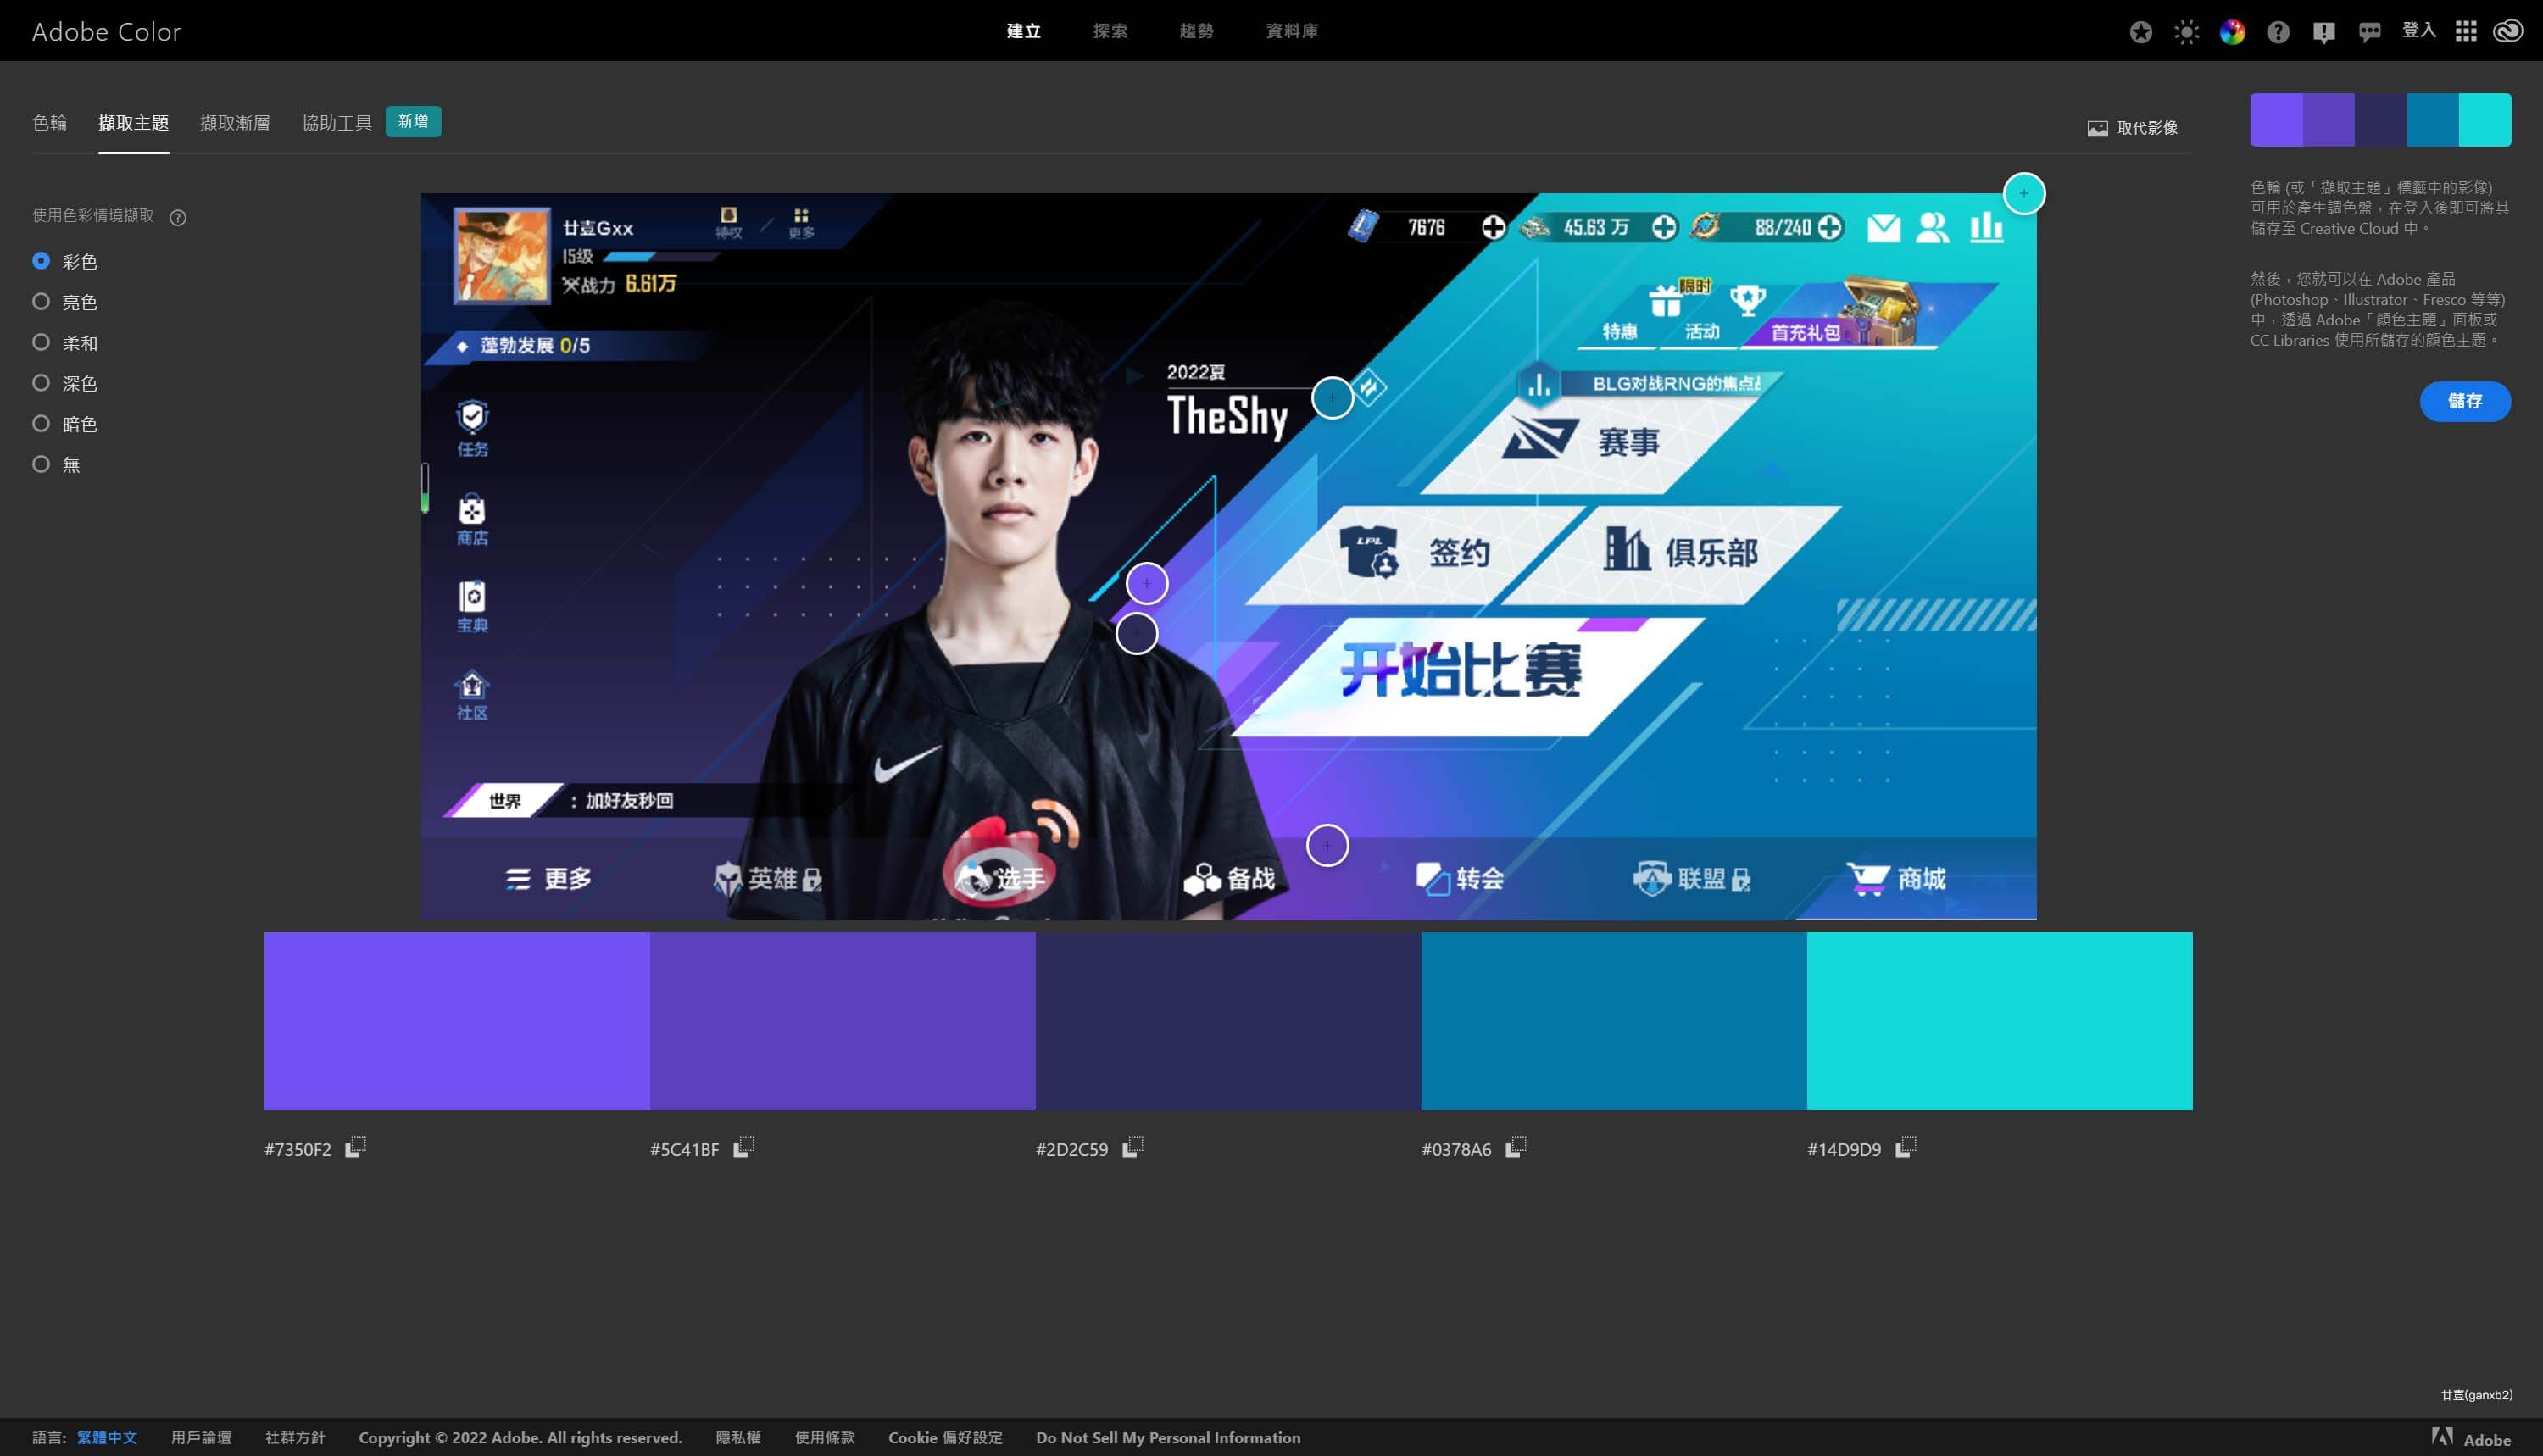 Adobe Color
建立
探索
趨勢
資料庫
登入
色輪
擷取主題
擷取漸層
協助工具
新增
取代影像
使用色彩情境擷取
彩色
亮色
柔和
深色
暗色
無
廿壴Gxx
15级
战力 6.61万
特权
更多
7676
45.63 万
88/240
蓬勃发展 0/5
任务
商店
宝典
社区
2022夏
TheShy
限时
特惠
活动
首充礼包
BLG对战RNG的焦点
赛事
LPL
签约
俱乐部
开始比赛
世界
：加好友秒回
更多
英雄
选手
备战
转会
联盟
商城
#7350F2
#5C41BF
#2D2C59
#0378A6
#14D9D9
色輪 (或「擷取主題」標籤中的影像)
可用於產生調色盤，在登入後即可將其
儲存至 Creative Cloud 中。
然後，您就可以在 Adobe 產品
(Photoshop、Illustrator、Fresco 等等)
中，透過 Adobe「顏色主題」面板或
CC Libraries 使用所儲存的顏色主題。
儲存
廿壴(ganxb2)
語言: 繁體中文
用戶論壇
社群方針
Copyright © 2022 Adobe. All rights reserved.
隱私權
使用條款
Cookie 偏好設定
Do Not Sell My Personal Information
Adobe